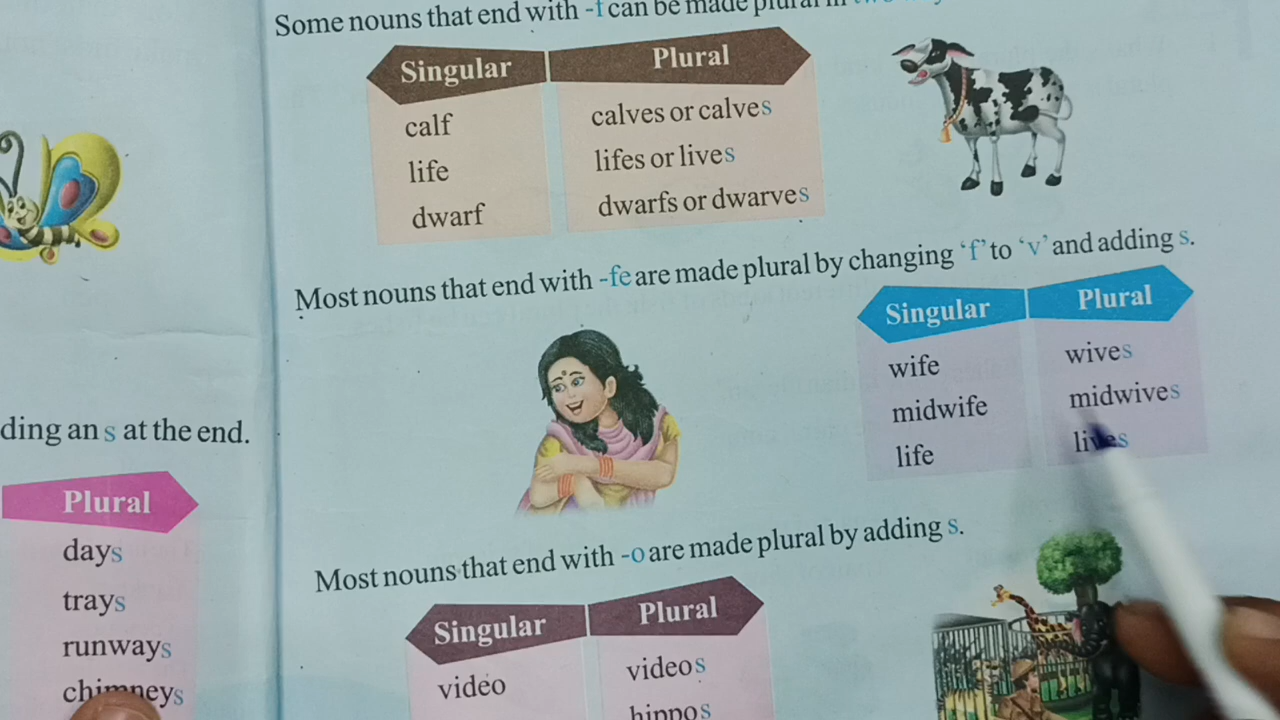 ding an s at the end.
Plural
days
trays
runways
chimneys
Some nouns that end with -f can be made plural in
Singular Plural
calf calves or calves
life lifes or lives
dwarf dwarfs or dwarves
Most nouns that end with -fe are made plural by changing ‘f’ to ‘v’ and adding s.
Singular Plural
wife wives
midwife midwives
life lives
Most nouns that end with -o are made plural by adding s.
Singular Plural
video videos
hippos